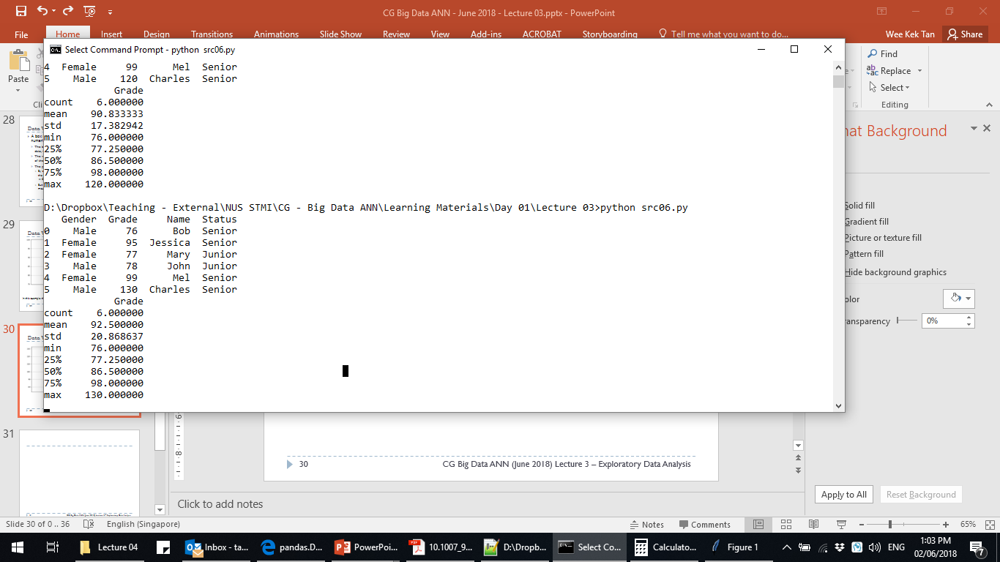 CG Big Data ANN - June 2018 - Lecture 03.pptx - PowerPoint
File Home Insert Design Transitions Animations Slide Show Review View Add-ins ACROBAT Storyboarding Tell me what you want to do... Wee Kek Tan Share
Select Command Prompt - python src06.py
Paste
Find
Replace
Select
Editing
4 Female 99 Mel Senior
5 Male 120 Charles Senior
Grade
count 6.000000
mean 90.833333
std 17.382942
min 76.000000
25% 77.250000
50% 86.500000
75% 98.000000
max 120.000000
D:\Dropbox\Teaching - External\NUS STMI\CG - Big Data ANN\Learning Materials\Day 01\Lecture 03>python src06.py
Gender Grade Name Status
0 Male 76 Bob Senior
1 Female 95 Jessica Senior
2 Female 77 Mary Junior
3 Male 78 John Junior
4 Female 99 Mel Senior
5 Male 130 Charles Senior
Grade
count 6.000000
mean 92.500000
std 20.868637
min 76.000000
25% 77.250000
50% 86.500000
75% 98.000000
max 130.000000
28
29
30
31
Background
Solid fill
Gradient fill
Picture or texture fill
Pattern fill
Hide background graphics
0%
30 CG Big Data ANN (June 2018) Lecture 3 – Exploratory Data Analysis
Click to add notes
Apply to All Reset Background
Slide 30 of 0 .. 36 English (Singapore) Notes Comments 65%
Lecture 04 Inbox - ta... pandas.D... PowerPoi... 10.1007_9... D:\Dropb... Select Co... Calculato... Figure 1 ENG 1:03 PM
02/06/2018
7